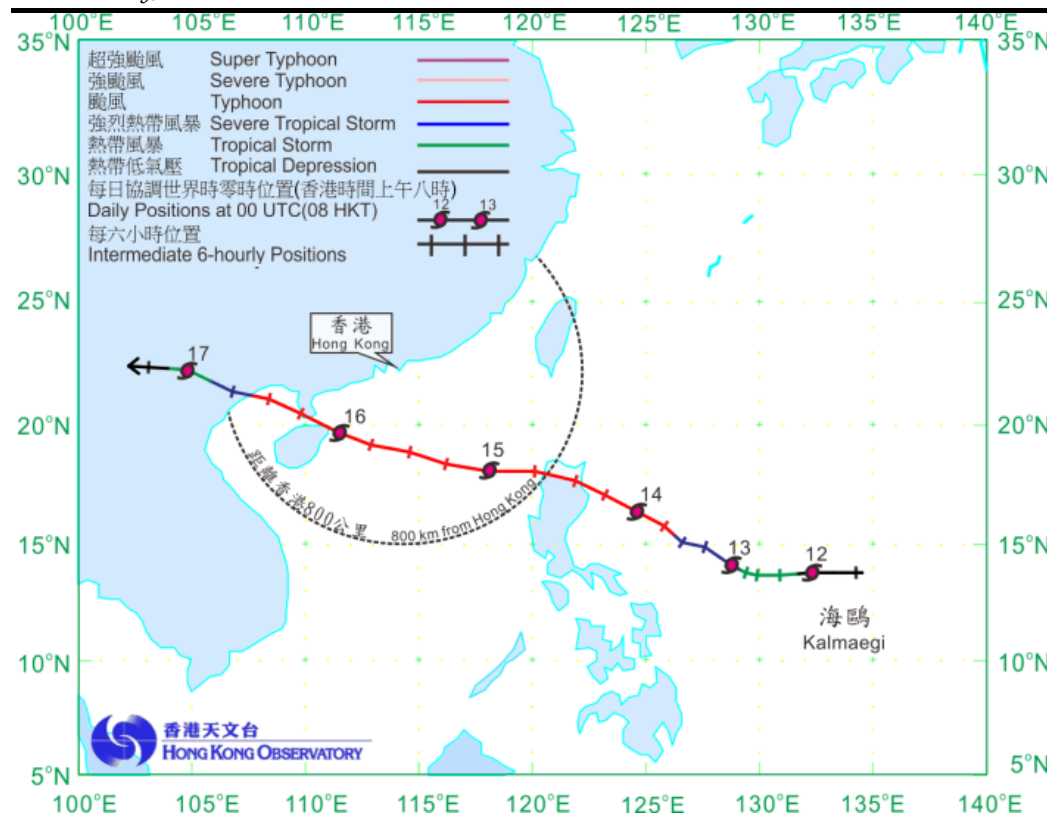 100°E 105°E 110°E 115°E 120°E 125°E 130°E 135°E 140°E
35°N 35°N
超強颱風 Super Typhoon
強颱風 Severe Typhoon
颱風 Typhoon
強烈熱帶風暴 Severe Tropical Storm
熱帶風暴 Tropical Storm
熱帶低氣壓 Tropical Depression
每日協調世界時零時位置(香港時間上午八時)
Daily Positions at 00 UTC(08 HKT)
12 13
每六小時位置
Intermediate 6-hourly Positions
30°N 30°N
25°N 25°N
香港
Hong Kong
17
16
20°N 20°N
15
14
距離香港800公里
800 km from Hong Kong
15°N 15°N
13
12
海鷗
Kalmaegi
10°N 10°N
香港天文台
HONG KONG OBSERVATORY
5°N 5°N
100°E 105°E 110°E 115°E 120°E 125°E 130°E 135°E 140°E